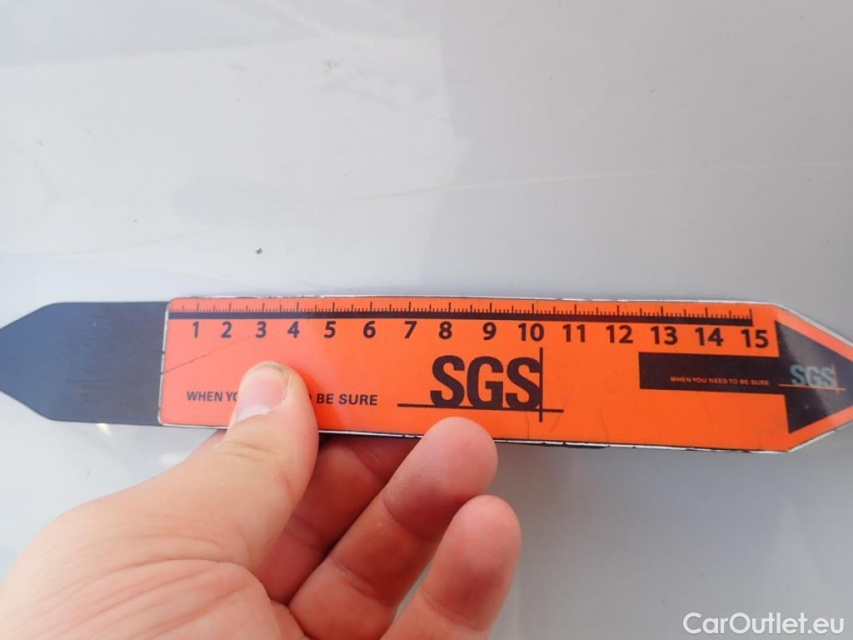 1 2 3 4 5 6 7 8 9 10 11 12 13 14 15
SGS
WHEN YO BE SURE
WHEN YOU NEED TO BE SURE SGS
CarOutlet.eu